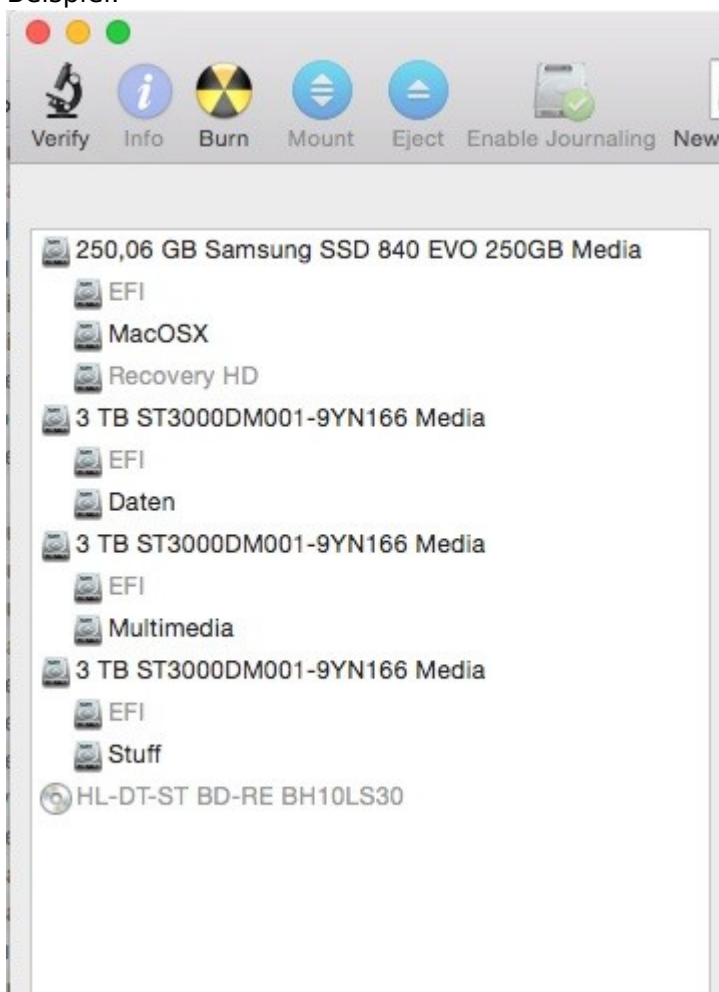 Verify Info Burn Mount Eject Enable Journaling New
250,06 GB Samsung SSD 840 EVO 250GB Media
EFI
MacOSX
Recovery HD
3 TB ST3000DM001-9YN166 Media
EFI
Daten
3 TB ST3000DM001-9YN166 Media
EFI
Multimedia
3 TB ST3000DM001-9YN166 Media
EFI
Stuff
HL-DT-ST BD-RE BH10LS30